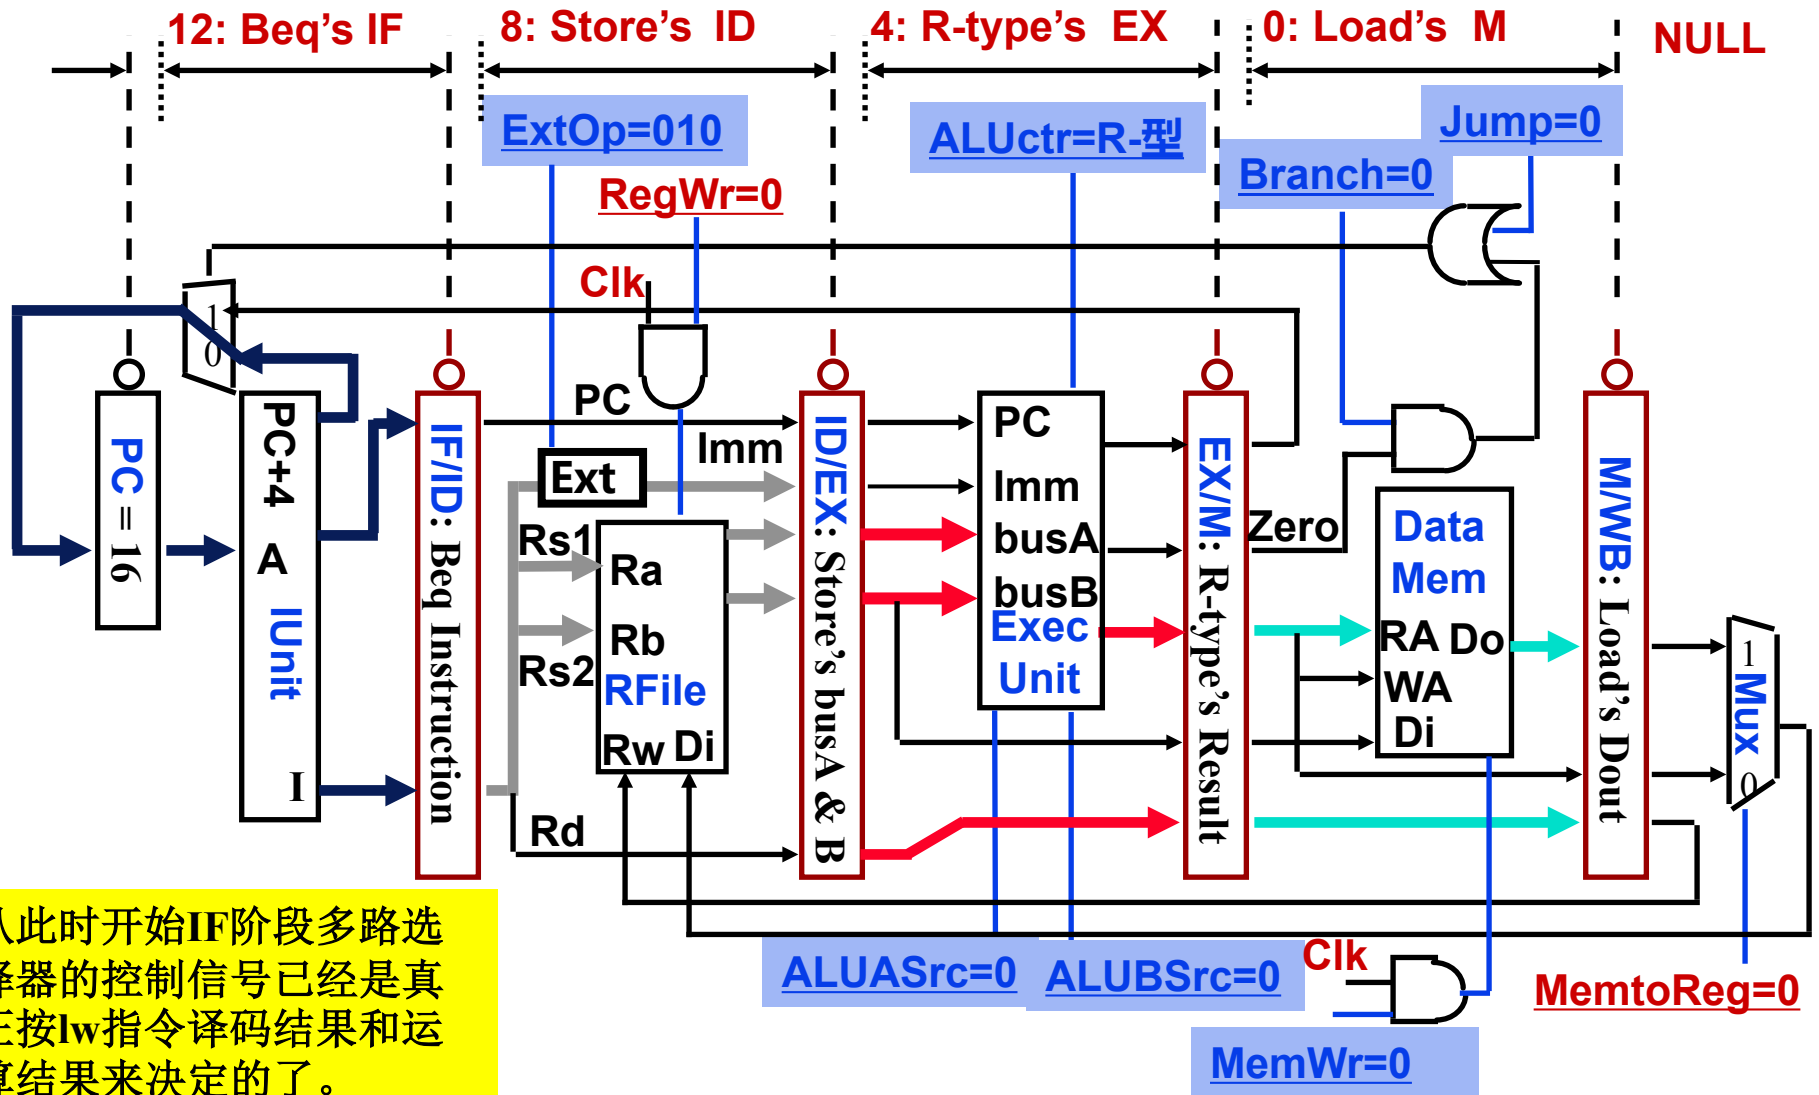 12: Beq's IF
8: Store's ID
4: R-type's EX
0: Load's M
NULL
ExtOp=010
RegWr=0
ALUctr=R-型
Branch=0
Jump=0
Clk
1
0
PC = 16
PC+4
A
IUnit
I
IF/ID: Beq Instruction
PC
Imm
Ext
Rs1
Rs2
Ra
Rb
RFile
Rw Di
Rd
ID/EX: Store's busA & B
PC
Imm
busA
busB
Exec
Unit
EX/M: R-type's Result
Zero
Data
Mem
RA Do
WA
Di
M/WB: Load's Dout
1
Mux
0
ALUASrc=0
ALUBSrc=0
Clk
MemWr=0
MemtoReg=0
从此时开始IF阶段多路选
择器的控制信号已经是真
正按lw指令译码结果和运
算结果来决定的了。